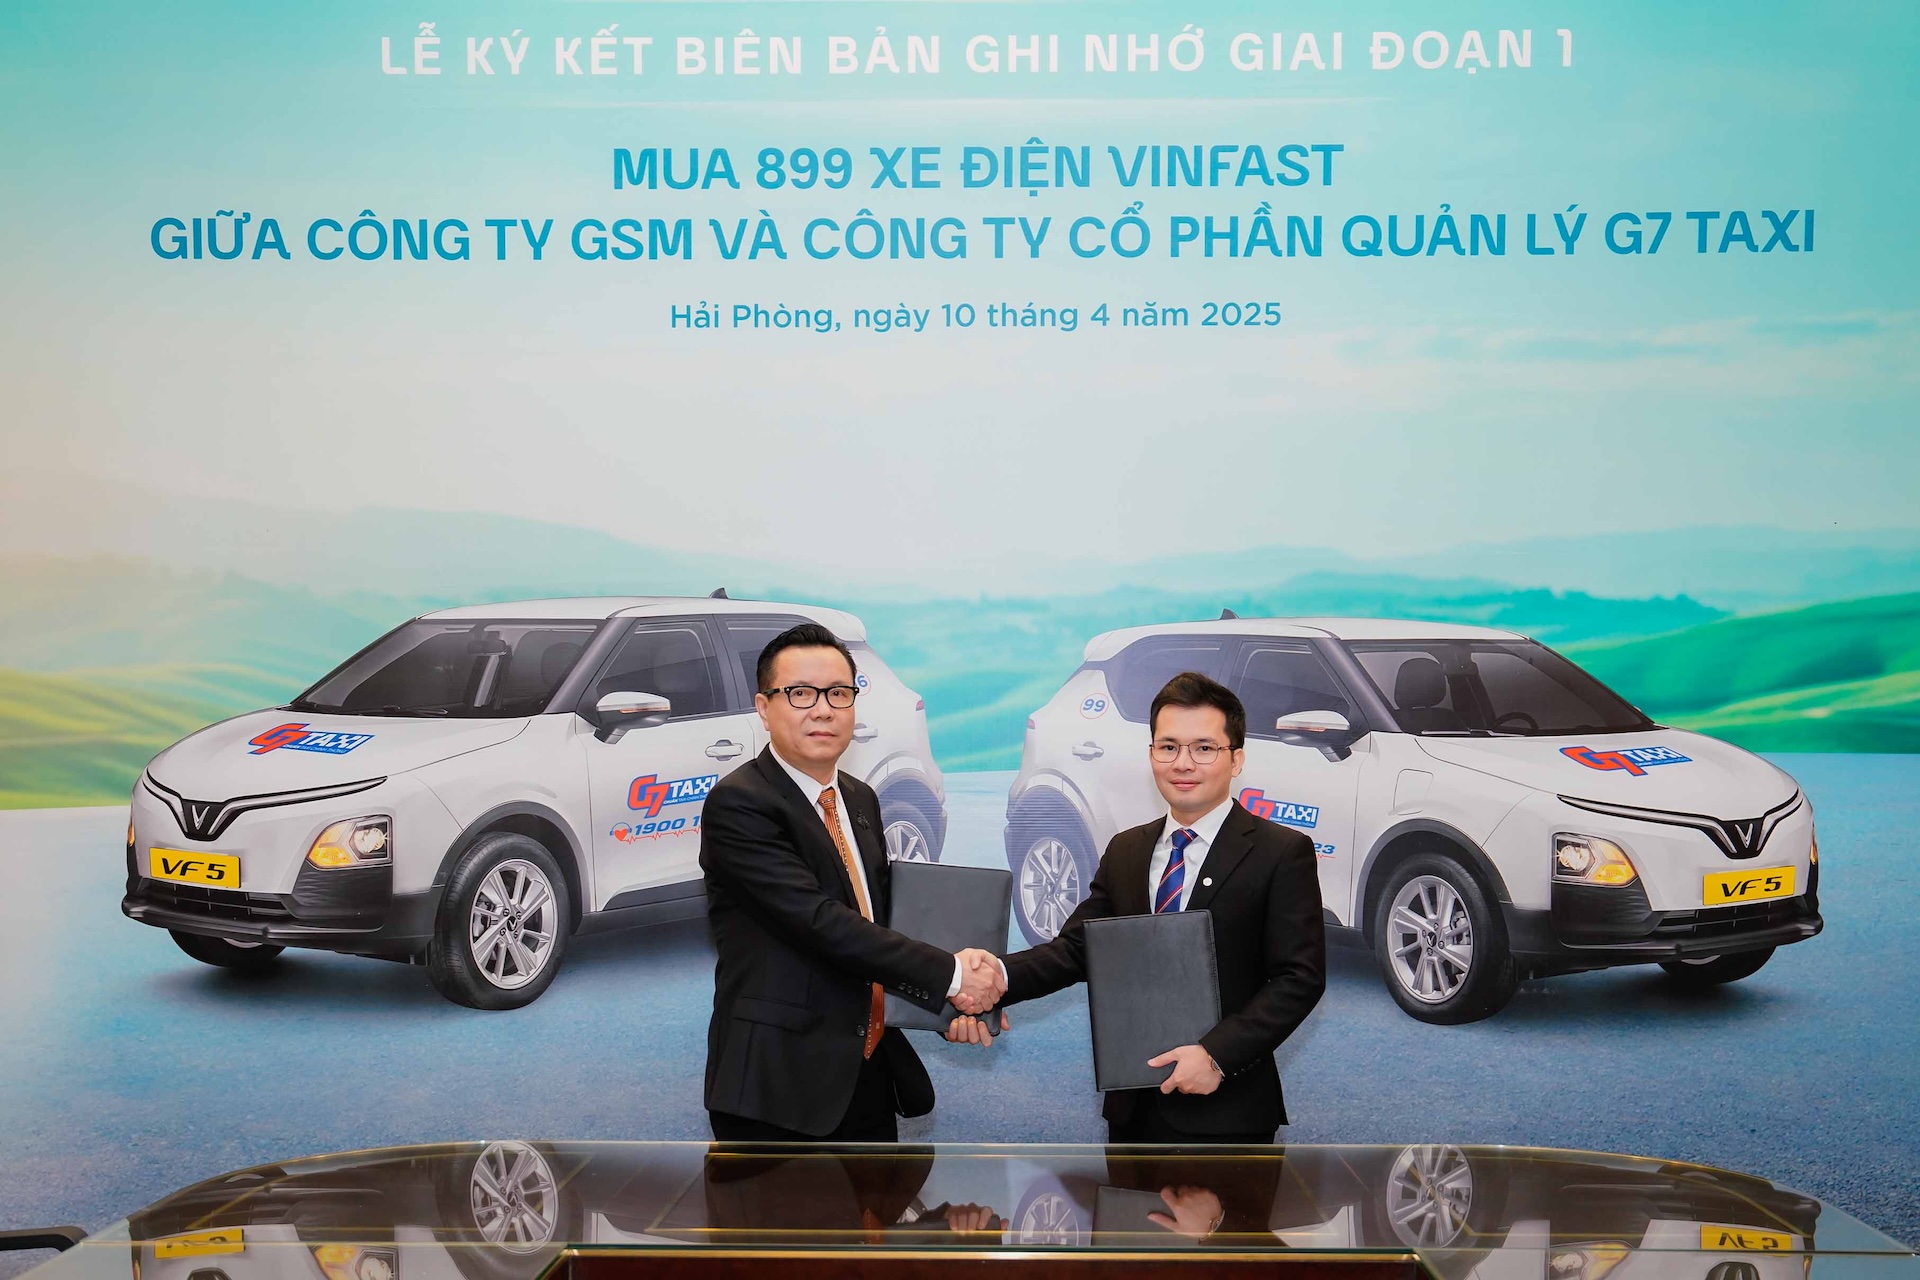 LỄ KÝ KẾT BIÊN BẢN GHI NHỚ GIAI ĐOẠN 1
MUA 899 XE ĐIỆN VINFAST
GIỮA CÔNG TY GSM VÀ CÔNG TY CỔ PHẦN QUẢN LÝ G7 TAXI
Hải Phòng, ngày 10 tháng 4 năm 2025
99
G7 TAXI
G7 TAXI
G7 TAXI
G7 TAXI
1900 1
23
VF 5
VF 5